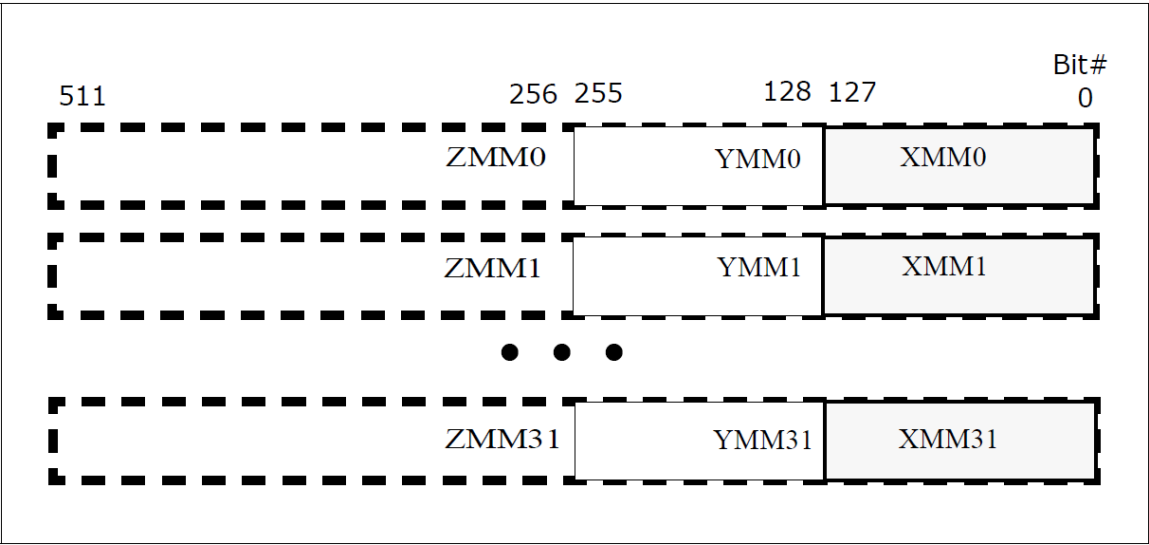 Bit#
511 256 255 128 127 0
ZMM0 YMM0 XMM0
ZMM1 YMM1 XMM1
ZMM31 YMM31 XMM31